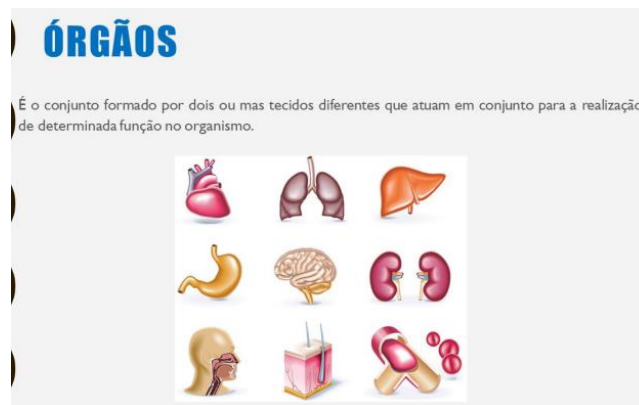 ÓRGÃOS
É o conjunto formado por dois ou mas tecidos diferentes que atuam em conjunto para a realização
de determinada função no organismo.